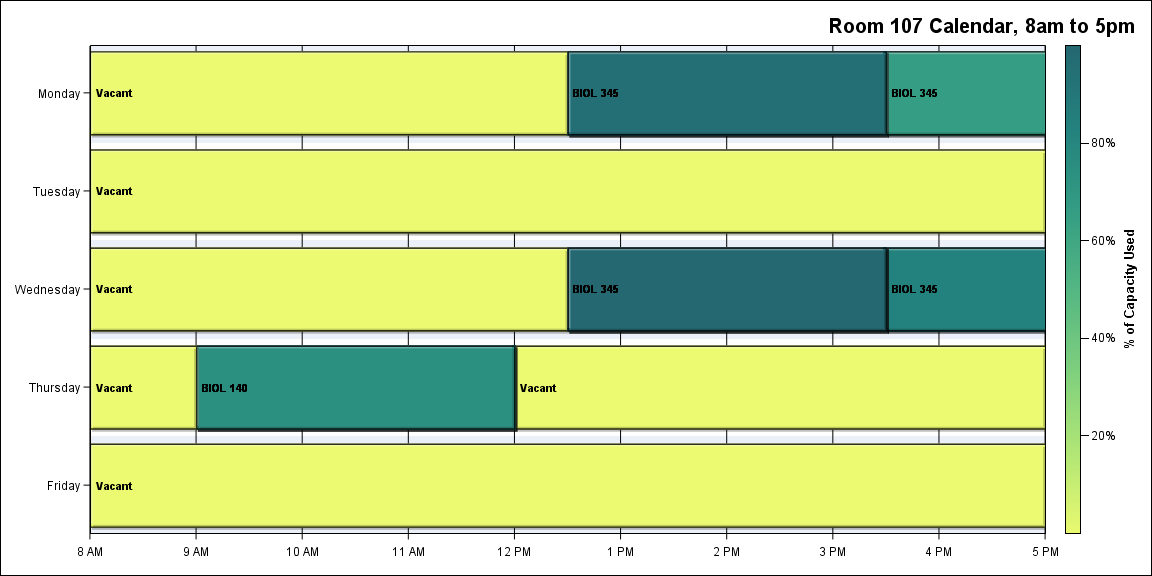 Room 107 Calendar, 8am to 5pm
Monday
Vacant
BIOL 345
BIOL 345
Tuesday
Vacant
Wednesday
Vacant
BIOL 345
BIOL 345
Thursday
Vacant
BIOL 140
Vacant
Friday
Vacant
8 AM
9 AM
10 AM
11 AM
12 PM
1 PM
2 PM
3 PM
4 PM
5 PM
80%
60%
40%
20%
% of Capacity Used